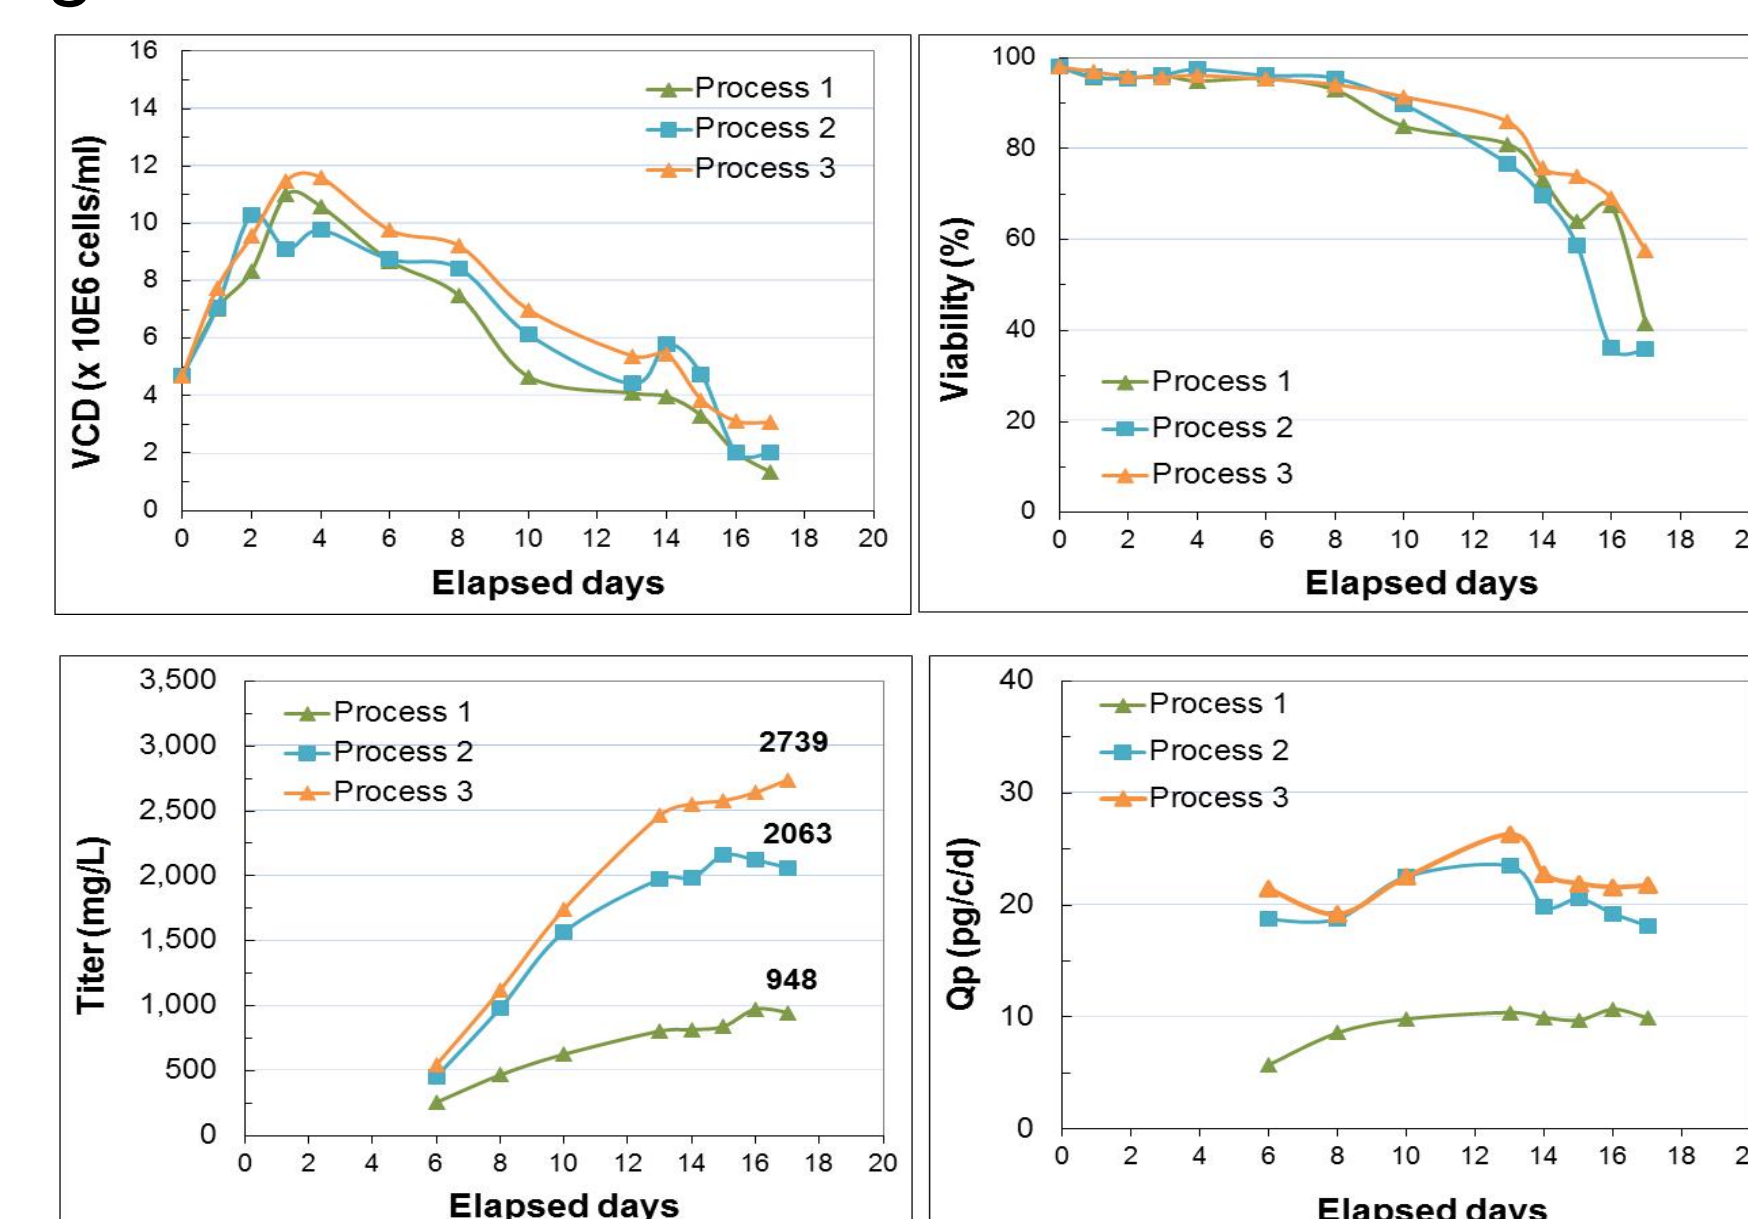 16
14
12
10
8
6
4
2
0
VCD (x 10E6 cells/ml)
Process 1
Process 2
Process 3
0 2 4 6 8 10 12 14 16 18 20
Elapsed days
100
80
60
40
20
0
Viability (%)
Process 1
Process 2
Process 3
0 2 4 6 8 10 12 14 16 18 2
Elapsed days
3,500
3,000
2,500
2,000
1,500
1,000
500
0
Titer (mg/L)
Process 1
Process 2
Process 3
2739
2063
948
0 2 4 6 8 10 12 14 16 18 20
Elapsed days
40
30
20
10
0
Qp (pg/c/d)
Process 1
Process 2
Process 3
0 2 4 6 8 10 12 14 16 18 2
Elapsed days